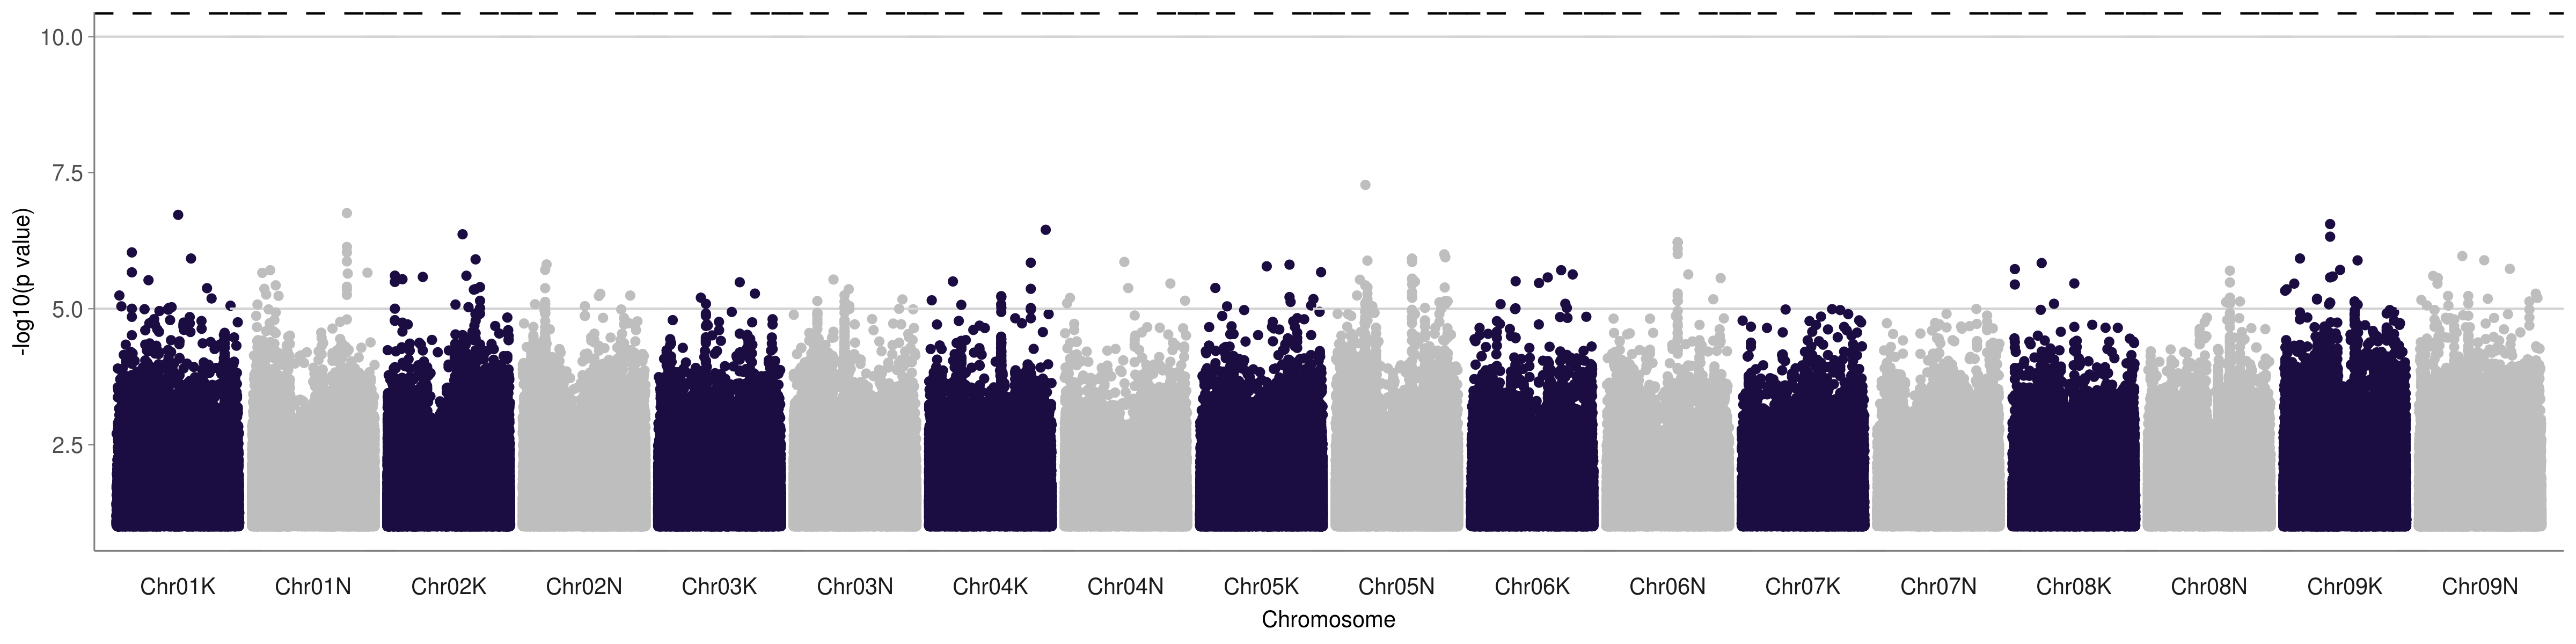 10.0
7.5
5.0
2.5
-log10(p value)
Chr01K Chr01N Chr02K Chr02N Chr03K Chr03N Chr04K Chr04N Chr05K Chr05N Chr06K Chr06N Chr07K Chr07N Chr08K Chr08N Chr09K Chr09N
Chromosome